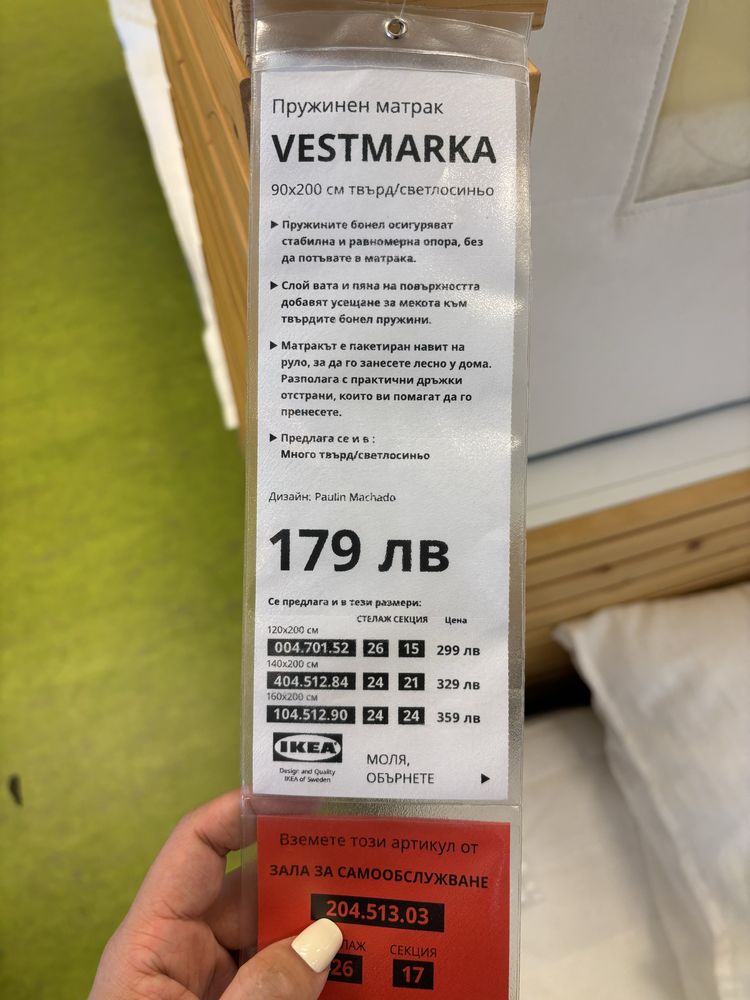 Пружинен матрак
VESTMARKA
90x200 см твърд/светлосиньо
▶ Пружините бонел осигуряват
стабилна и равномерна опора, без
да потъвате в матрака.
▶ Слой вата и пяна на повърхността
добавят усещане за мекота към
твърдите бонел пружини.
▶ Матракът е пакетиран навит на
руло, за да го занесете лесно у дома.
Разполага с практични дръжки
отстрани, които ви помагат да го
пренесете.
▶ Предлага се и в :
Много твърд/светлосиньо
Дизайн: Paulin Machado
179 лв
Се предлага и в тези размери:
СТЕЛАЖ СЕКЦИЯ Цена
120x200 см
004.701.52 26 15 299 лв
140x200 см
404.512.84 24 21 329 лв
160x200 см
104.512.90 24 24 359 лв
IKEA
Design and Quality
IKEA of Sweden
МОЛЯ,
ОБЪРНЕТЕ ▶
Вземете този артикул от
ЗАЛА ЗА САМООБСЛУЖВАНЕ
204.513.03
ЛАЖ СЕКЦИЯ
26 17